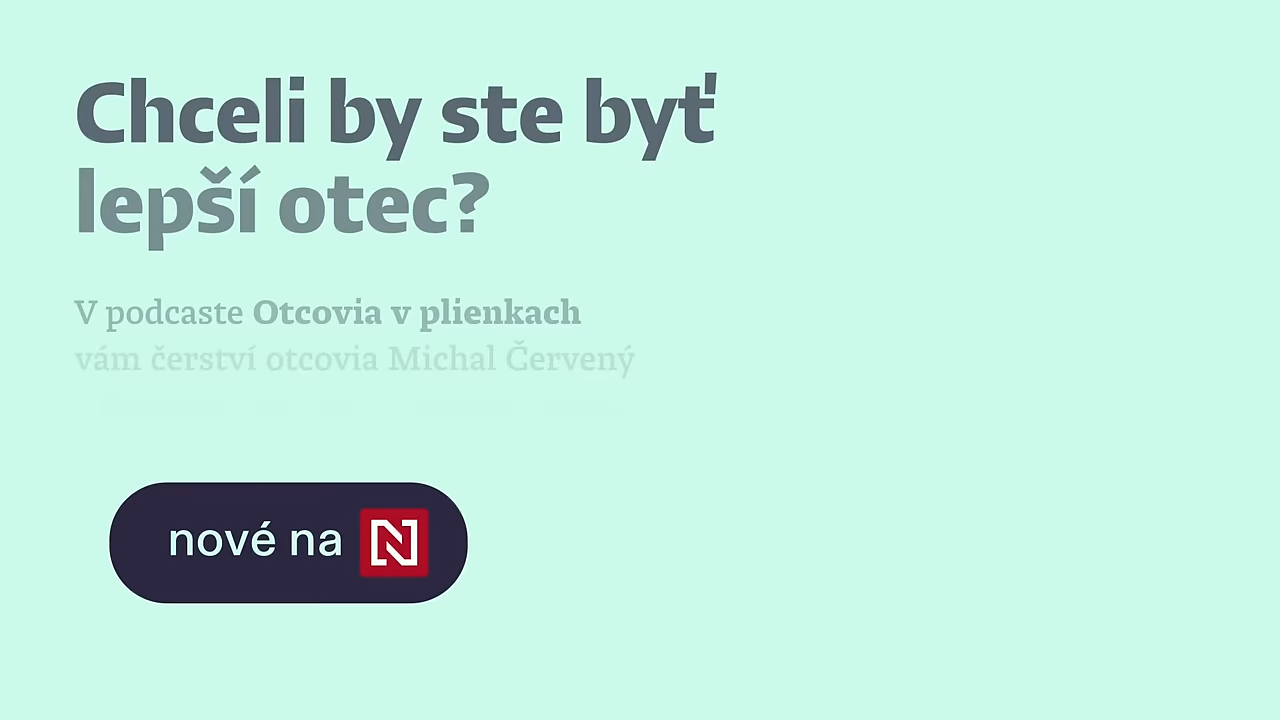 Chceli by ste byť
lepší otec?
V podcaste Otcovia v plienkach
vám čerství otcovia Michal Červený
nové na N